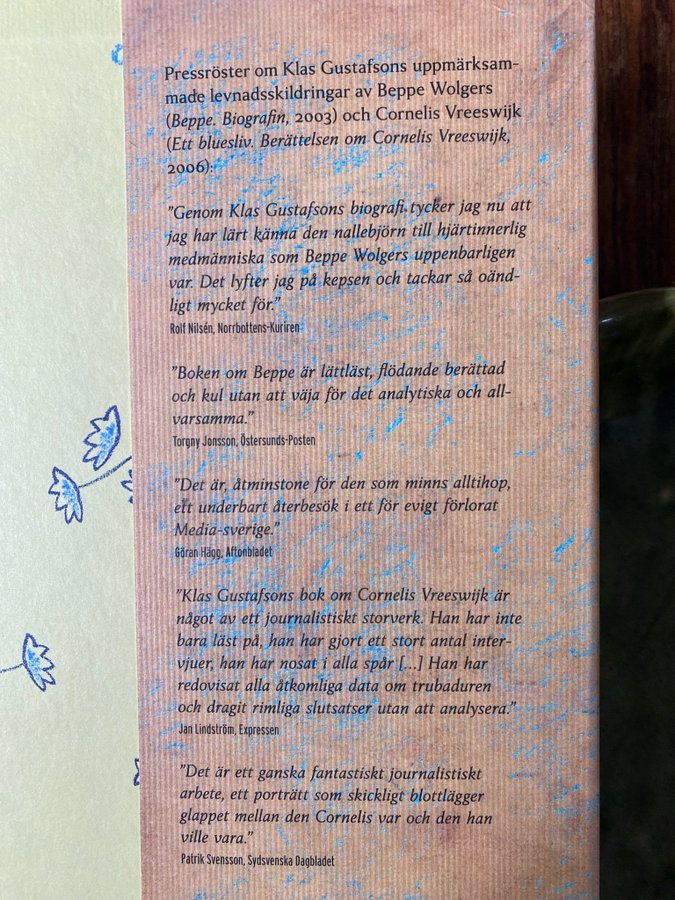 Pressröster om Klas Gustafsons uppmärksam-
made levnadsskildringar av Beppe Wolgers
(Beppe. Biografin, 2003) och Cornelis Vreeswijk
(Ett bluesliv. Berättelsen om Cornelis Vreeswijk,
2006):
”Genom Klas Gustafsons biografi tycker jag nu att
jag har lärt känna den nallebjörn till hjärtinnerlig
medmänniska som Beppe Wolgers uppenbarligen
var. Det lyfter jag på kepsen och tackar så oänd-
ligt mycket för.”
Rolf Nilsén, Norrbottens-Kuriren
”Boken om Beppe är lättläst, flödande berättad
och kul utan att väja för det analytiska och all-
varsamma.”
Torgny Jonsson, Östersunds-Posten
”Det är, åtminstone för den som minns alltihop,
ett underbart återbesök i ett för evigt förlorat
Media-sverige.”
Göran Hägg, Aftonbladet
”Klas Gustafsons bok om Cornelis Vreeswijk är
något av ett journalistiskt storverk. Han har inte
bara läst på, han har gjort ett stort antal inter-
vjuer, han har nosat i alla spår [...] Han har
redovisat alla åtkomliga data om trubaduren
och dragit rimliga slutsatser utan att analysera.”
Jan Lindström, Expressen
”Det är ett ganska fantastiskt journalistiskt
arbete, ett porträtt som skickligt blottlägger
glappet mellan den Cornelis var och den han
ville vara.”
Patrik Svensson, Sydsvenska Dagbladet